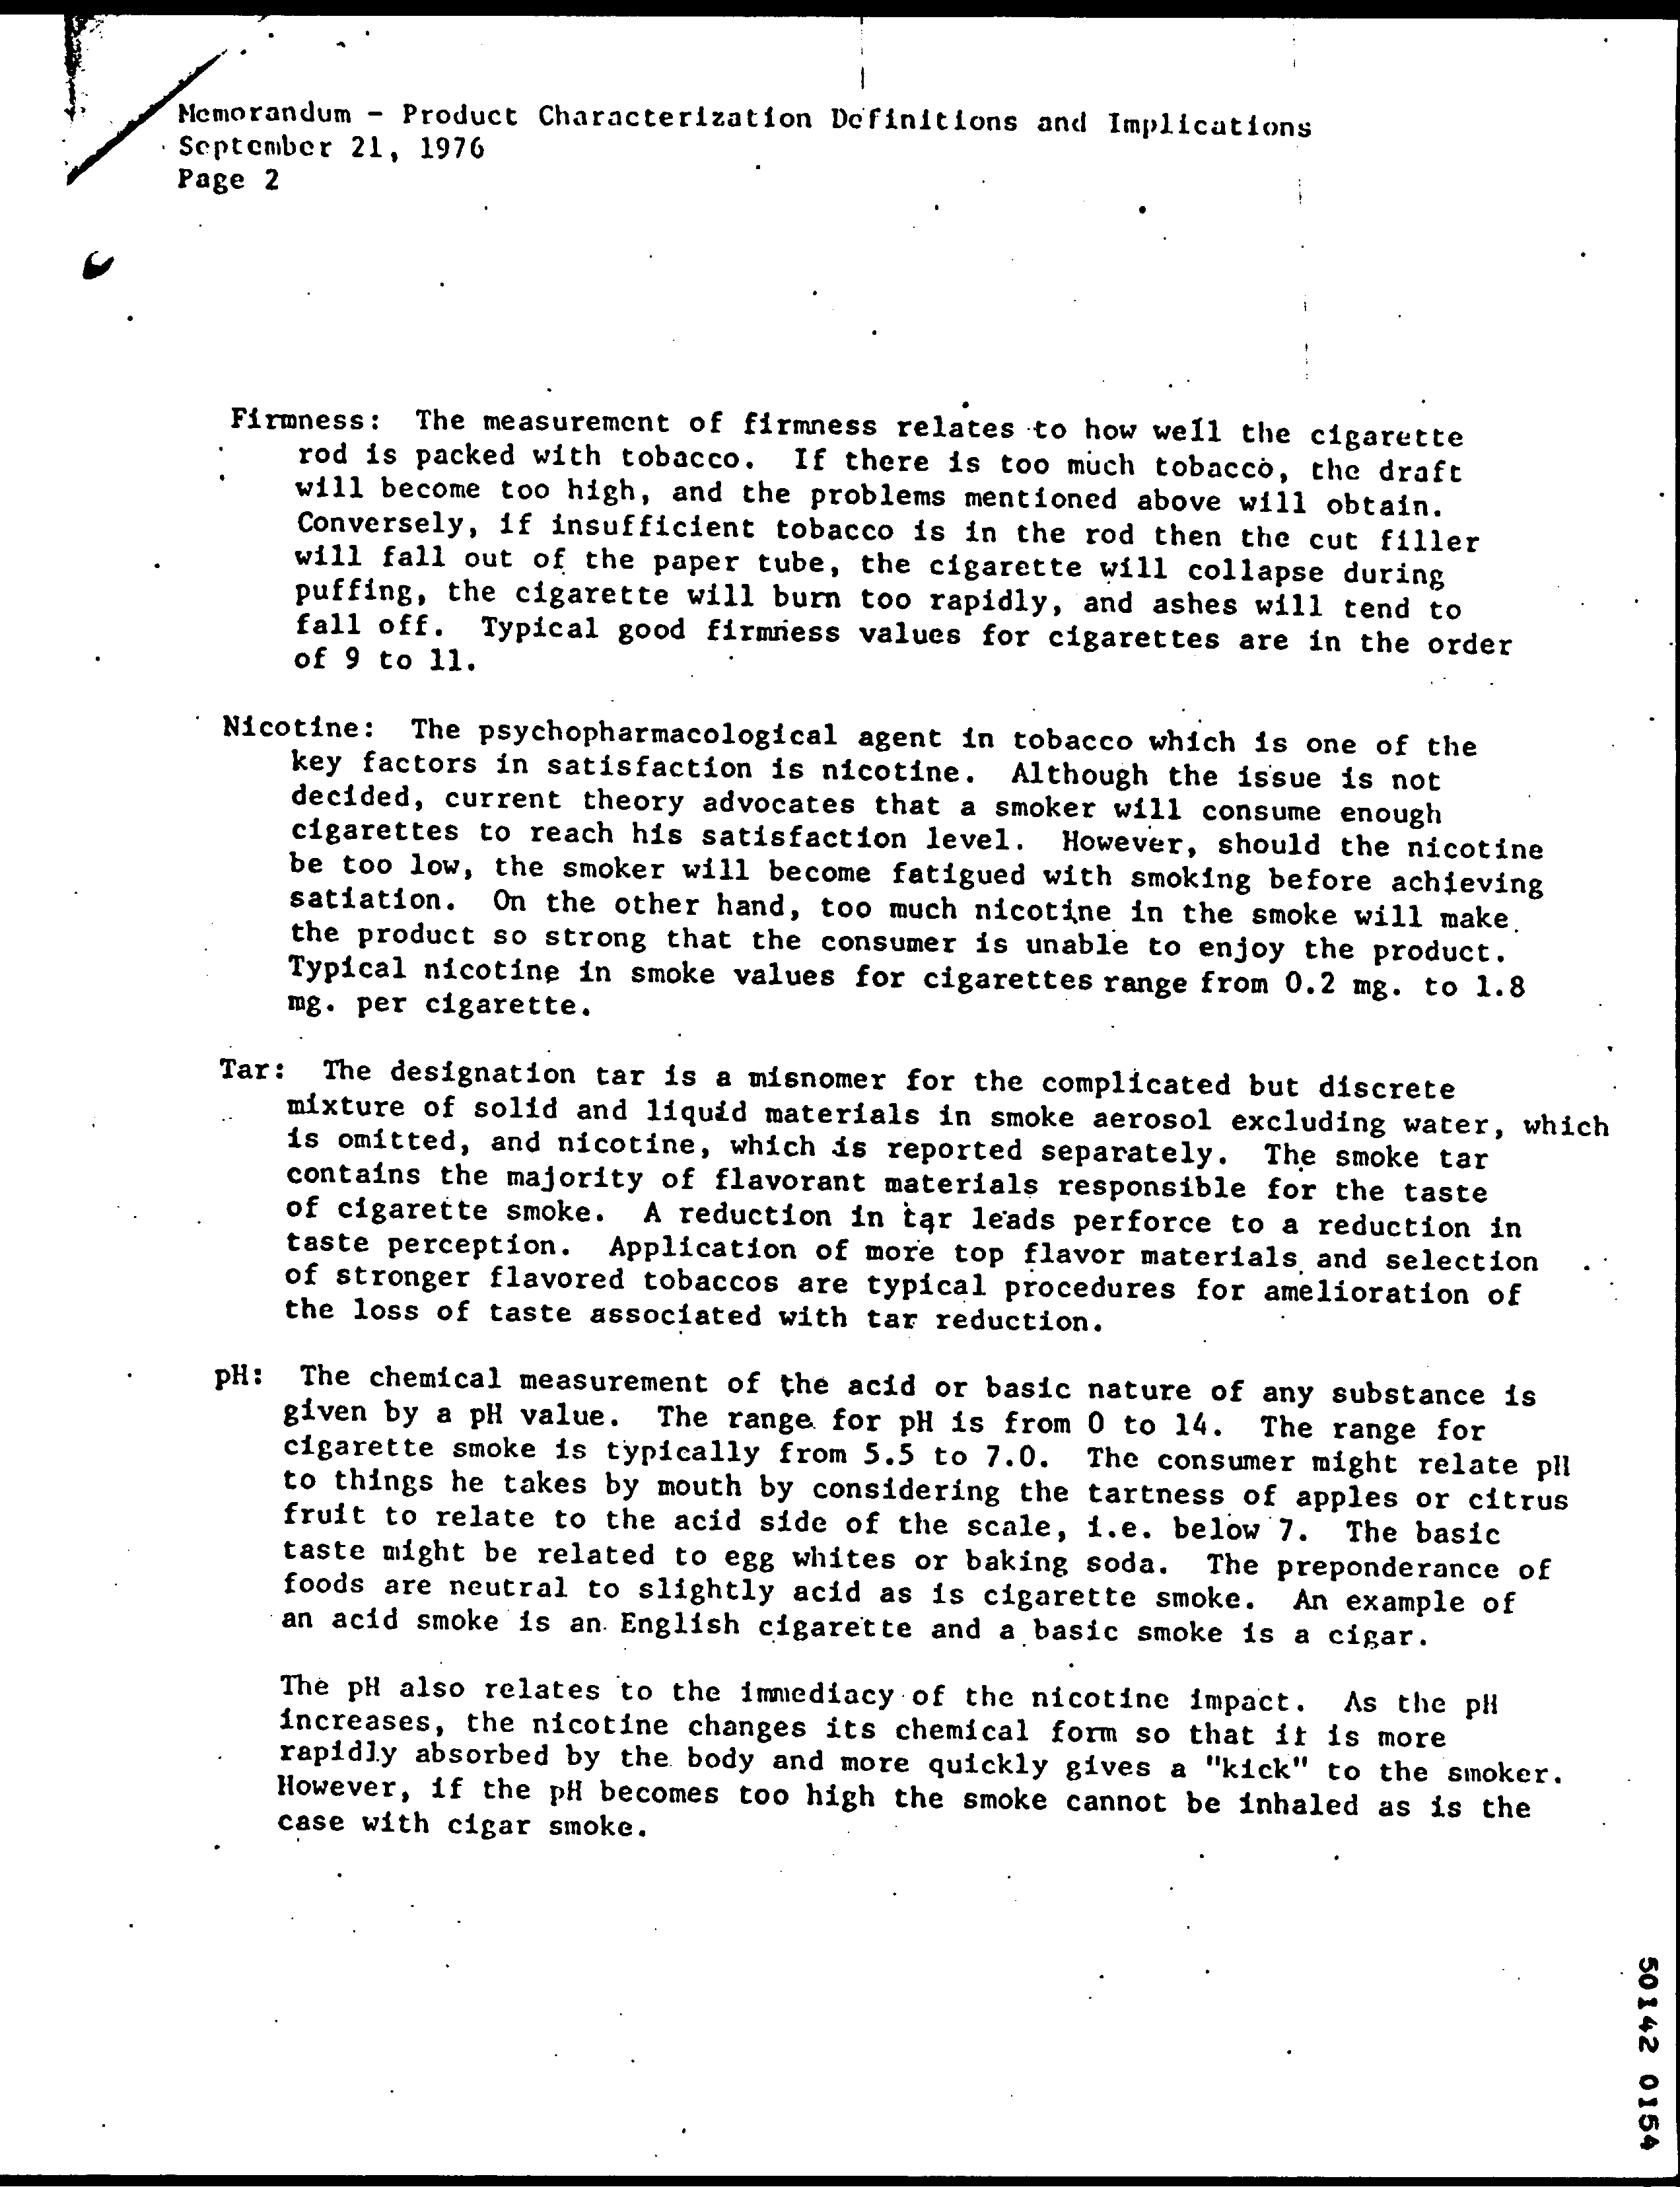 Memorandum - Product Characterization Definitions and Implications
September 21, 1976
Page 2
Firmness: The measurement of firmness relates to how well the cigarette
rod is packed with tobacco. If there is too much tobacco, the draft
will become too high, and the problems mentioned above will obtain.
Conversely, if insufficient tobacco is in the rod then the cut filler
will fall out of the paper tube, the cigarette will collapse during
puffing, the cigarette will burn too rapidly, and ashes will tend to
fall off. Typical good firmness values for cigarettes are in the order
of 9 to 11.
Nicotine: The psychopharmacological agent in tobacco which is one of the
key factors in satisfaction is nicotine. Although the issue is not
decided, current theory advocates that a smoker will consume enough
cigarettes to reach his satisfaction level. However, should the nicotine
be too low, the smoker will become fatigued with smoking before achieving
satiation. On the other hand, too much nicotine in the smoke will make
the product so strong that the consumer is unable to enjoy the product.
Typical nicotine in smoke values for cigarettes range from 0.2 mg. to 1.8
mg. per cigarette.
Tar: The designation tar is a misnomer for the complicated but discrete
mixture of solid and liquid materials in smoke aerosol excluding water, which
is omitted, and nicotine, which is reported separately. The smoke tar
contains the majority of flavorant materials responsible for the taste
of cigarette smoke. A reduction in tar leads perforce to a reduction in
taste perception. Application of more top flavor materials and selection
of stronger flavored tobaccos are typical procedures for amelioration of
the loss of taste associated with tar reduction.
pH: The chemical measurement of the acid or basic nature of any substance is
given by a pH value. The range for pH is from 0 to 14. The range for
cigarette smoke is typically from 5.5 to 7.0. The consumer might relate pH
to things he takes by mouth by considering the tartness of apples or citrus
fruit to relate to the acid side of the scale, i.e. below 7. The basic
taste might be related to egg whites or baking soda. The preponderance of
foods are neutral to slightly acid as is cigarette smoke. An example of
an acid smoke is an English cigarette and a basic smoke is a cigar.
The pH also relates to the immediacy of the nicotine impact. As the pH
increases, the nicotine changes its chemical form so that it is more
rapidly absorbed by the body and more quickly gives a "kick" to the smoker.
However, if the pH becomes too high the smoke cannot be inhaled as is the
case with cigar smoke.
50142 0154